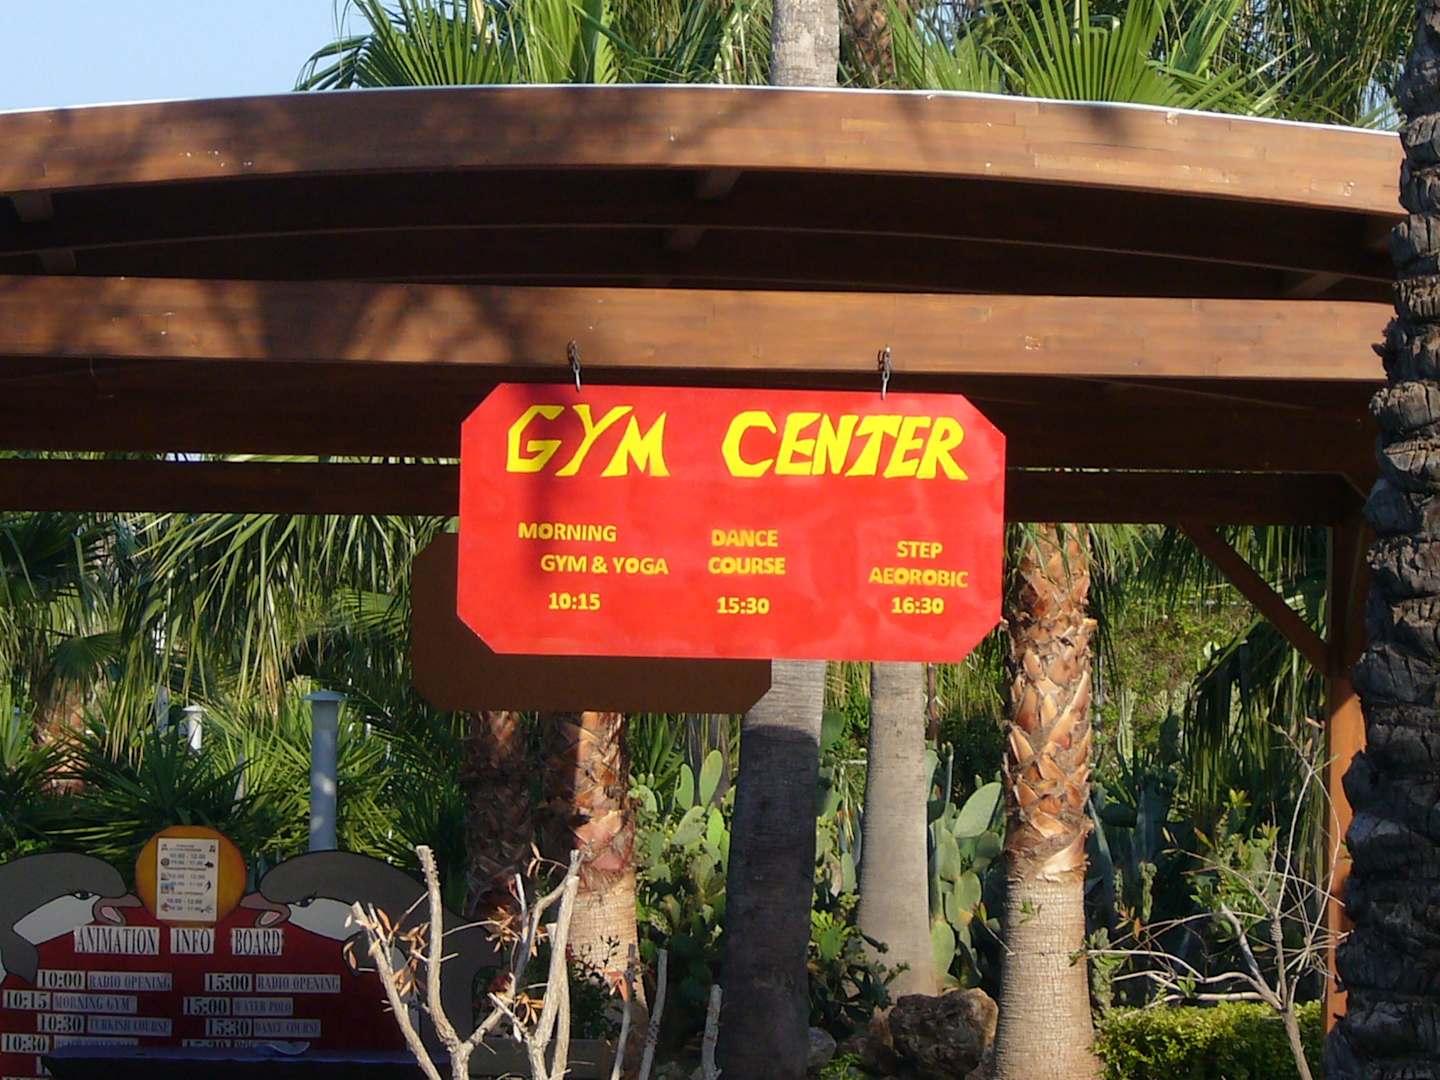 GYM CENTER
MORNING
GYM & YOGA
10:15
DANCE
COURSE
15:30
STEP
AEOROBIC
16:30
ANIMATION INFO BOARD
10:00 RADIO OPENING
10:15 MORNING GYM
10:30 TURKISH COURSE
10:30
15:00 RADIO OPENING
15:00 WATER POLO
15:30 DANCE COURSE